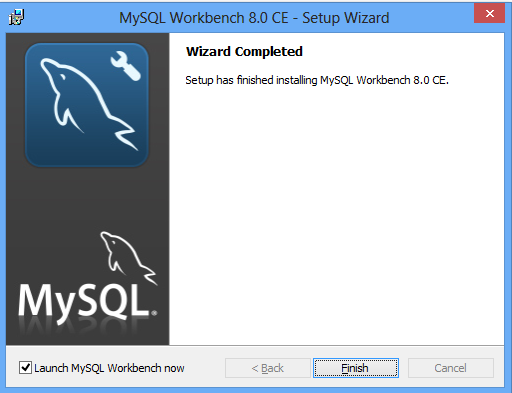 MySQL Workbench 8.0 CE - Setup Wizard
Wizard Completed
Setup has finished installing MySQL Workbench 8.0 CE.
MySQL®
Launch MySQL Workbench now
< Back
Finish
Cancel